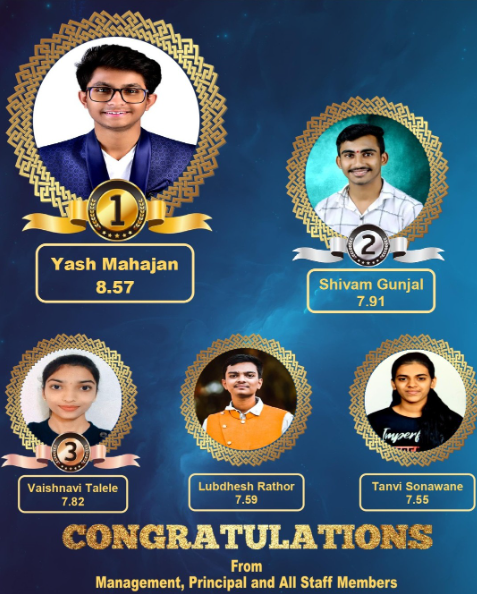 1
Yash Mahajan
8.57
2
Shivam Gunjal
7.91
3
Vaishnavi Talele
7.82
Lubdhesh Rathor
7.59
Imperf
Tanvi Sonawane
7.55
CONGRATULATIONS
From
Management, Principal and All Staff Members